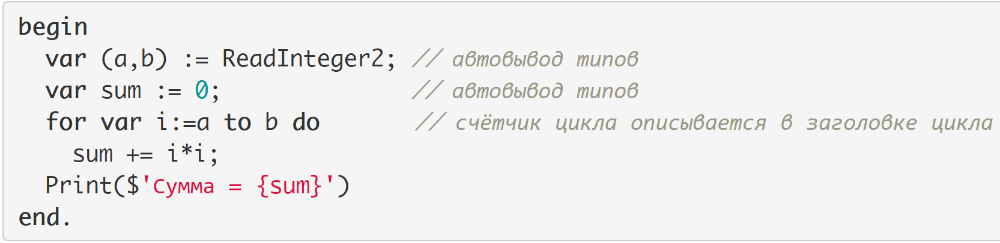 begin
  var (a,b) := ReadInteger2; // автовывод типов
  var sum := 0;              // автовывод типов
  for var i:=a to b do       // счётчик цикла описывается в заголовке цикла
    sum += i*i;
  Print($'Сумма = {sum}')
end.